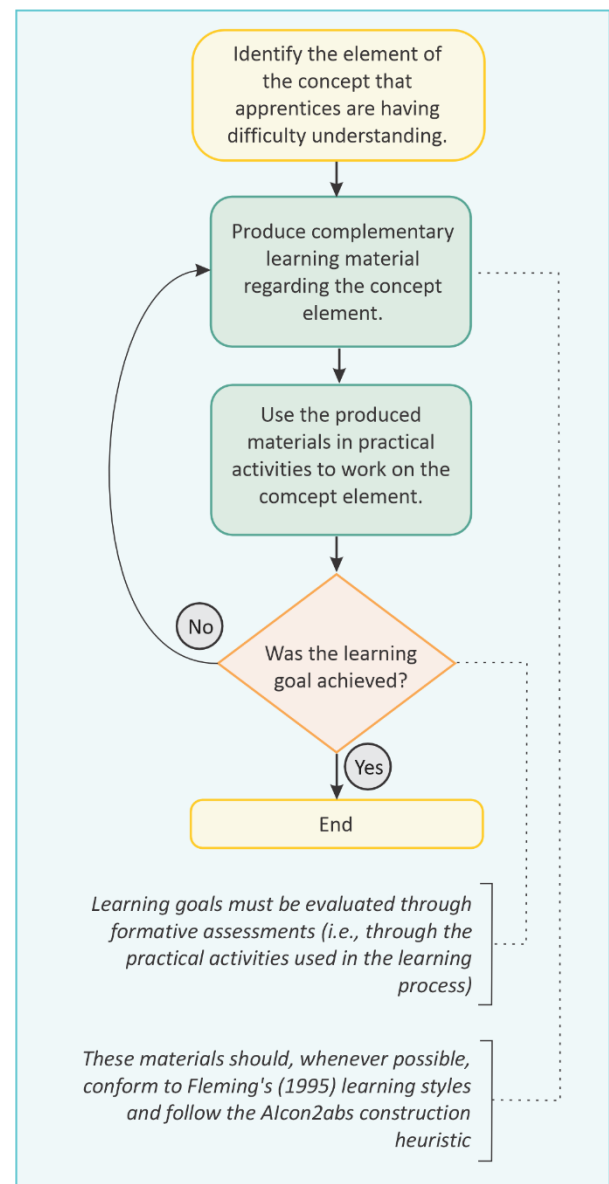 Identify the element of
the concept that
apprentices are having
difficulty understanding.
Produce complementary
learning material
regarding the concept
element.
Use the produced
materials in practical
activities to work on the
comcept element.
No
Was the learning
goal achieved?
Yes
End
Learning goals must be evaluated through
formative assessments (i.e., through the
practical activities used in the learning
process)
These materials should, whenever possible,
conform to Fleming's (1995) learning styles
and follow the AIcon2abs construction
heuristic